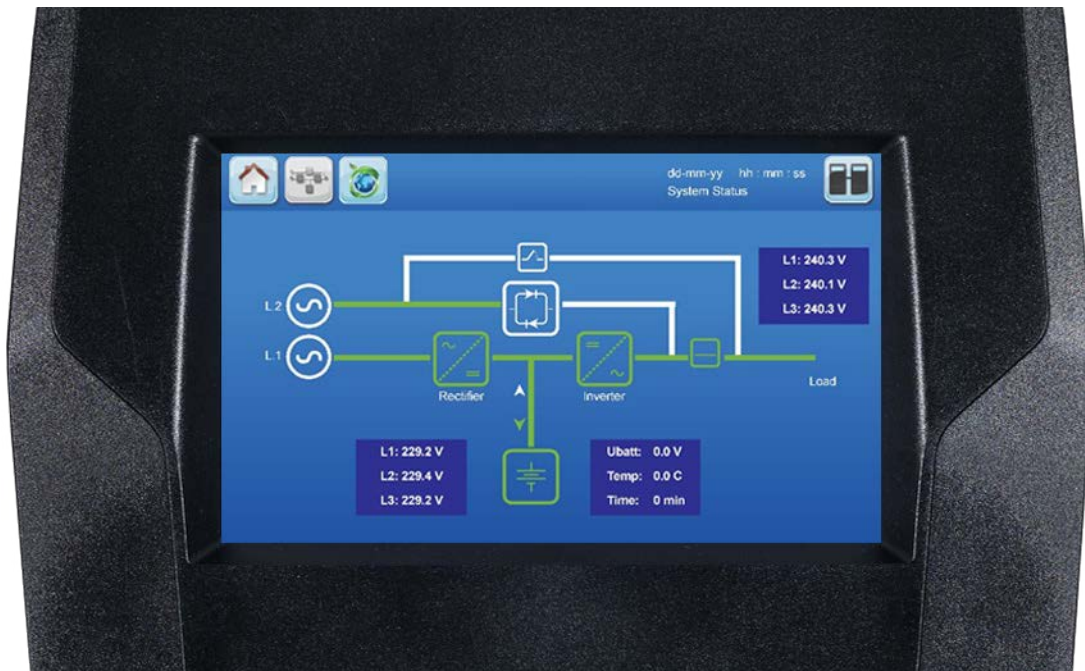 dd-mm-yy hh : mm : ss
System Status
L1: 240.3 V
L2: 240.1 V
L3: 240.3 V
L2
L1
Load
Rectifier
Inverter
L1: 229.2 V
L2: 229.4 V
L3: 229.2 V
Ubatt: 0.0 V
Temp: 0.0 C
Time: 0 min